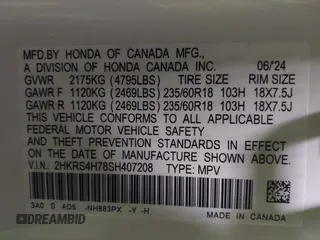 MFD.BY HONDA OF CANADA MFG.,
A DIVISION OF HONDA CANADA INC. 06/24
GVWR 2175KG (4795LBS) TIRE SIZE RIM SIZE
GAWR F 1120KG (2469LBS) 235/60R18 103H 18X7.5J
GAWR R 1120KG (2469LBS) 235/60R18 103H 18X7.5J
THIS VEHICLE CONFORMS TO ALL APPLICABLE
FEDERAL MOTOR VEHICLE SAFETY, BUMPER,
AND THEFT PREVENTION STANDARDS IN EFFECT ON
THE DATE OF MANUFACTURE SHOWN ABOVE.
V.I.N.: 2HKRS4H78SH407208 TYPE: MPV
3A0 S AD5 -NH883PX -Y -H
MADE IN CANADA
DREAMBID